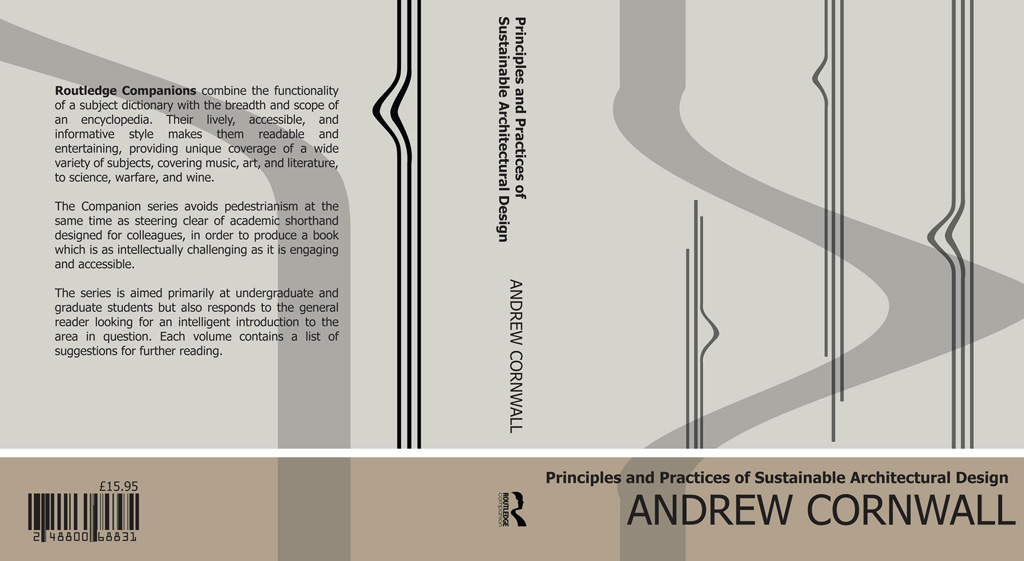 Routledge Companions combine the functionality
of a subject dictionary with the breadth and scope of
an encyclopedia. Their lively, accessible, and
informative style makes them readable and
entertaining, providing unique coverage of a wide
variety of subjects, covering music, art, and literature,
to science, warfare, and wine.
The Companion series avoids pedestrianism at the
same time as steering clear of academic shorthand
designed for colleagues, in order to produce a book
which is as intellectually challenging as it is engaging
and accessible.
The series is aimed primarily at undergraduate and
graduate students but also responds to the general
reader looking for an intelligent introduction to the
area in question. Each volume contains a list of
suggestions for further reading.
£15.95
2 48800 68831
Principles and Practices of
Sustainable Architectural Design
ANDREW CORNWALL
ROUTLEDGE
companion
Principles and Practices of Sustainable Architectural Design
ANDREW CORNWALL